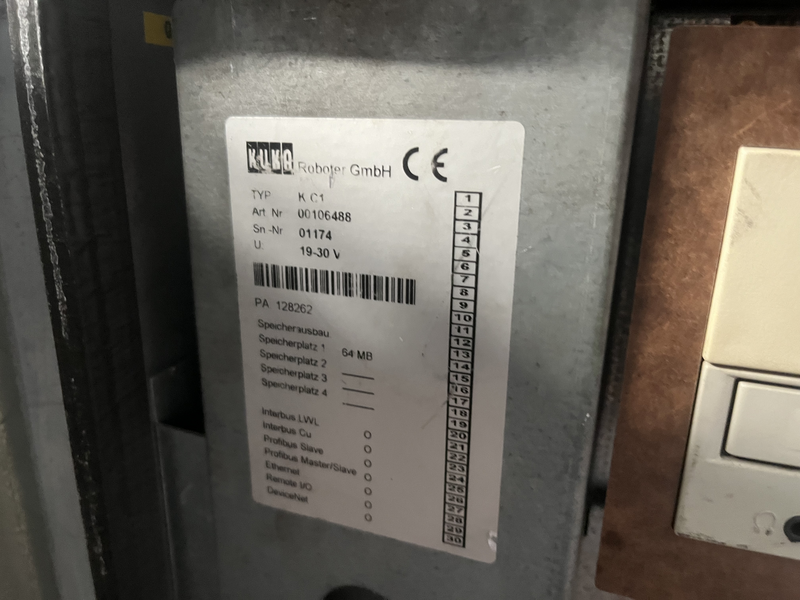 KUKA Roboter GmbH CE
TYP K C1
Art Nr 00106488
Sn -Nr 01174
U: 19-30 V
PA 128262
Speicherausbau
Speicherplatz 1 64 MB
Speicherplatz 2
Speicherplatz 3
Speicherplatz 4
Interbus LWL
Interbus Cu O
Profibus Slave O
Profibus Master/Slave O
Ethernet O
Remote I/O O
DeviceNet O
O
1
2
3
4
5
6
7
8
9
10
11
12
13
14
15
16
17
18
19
20
21
22
23
24
25
26
27
28
29
30